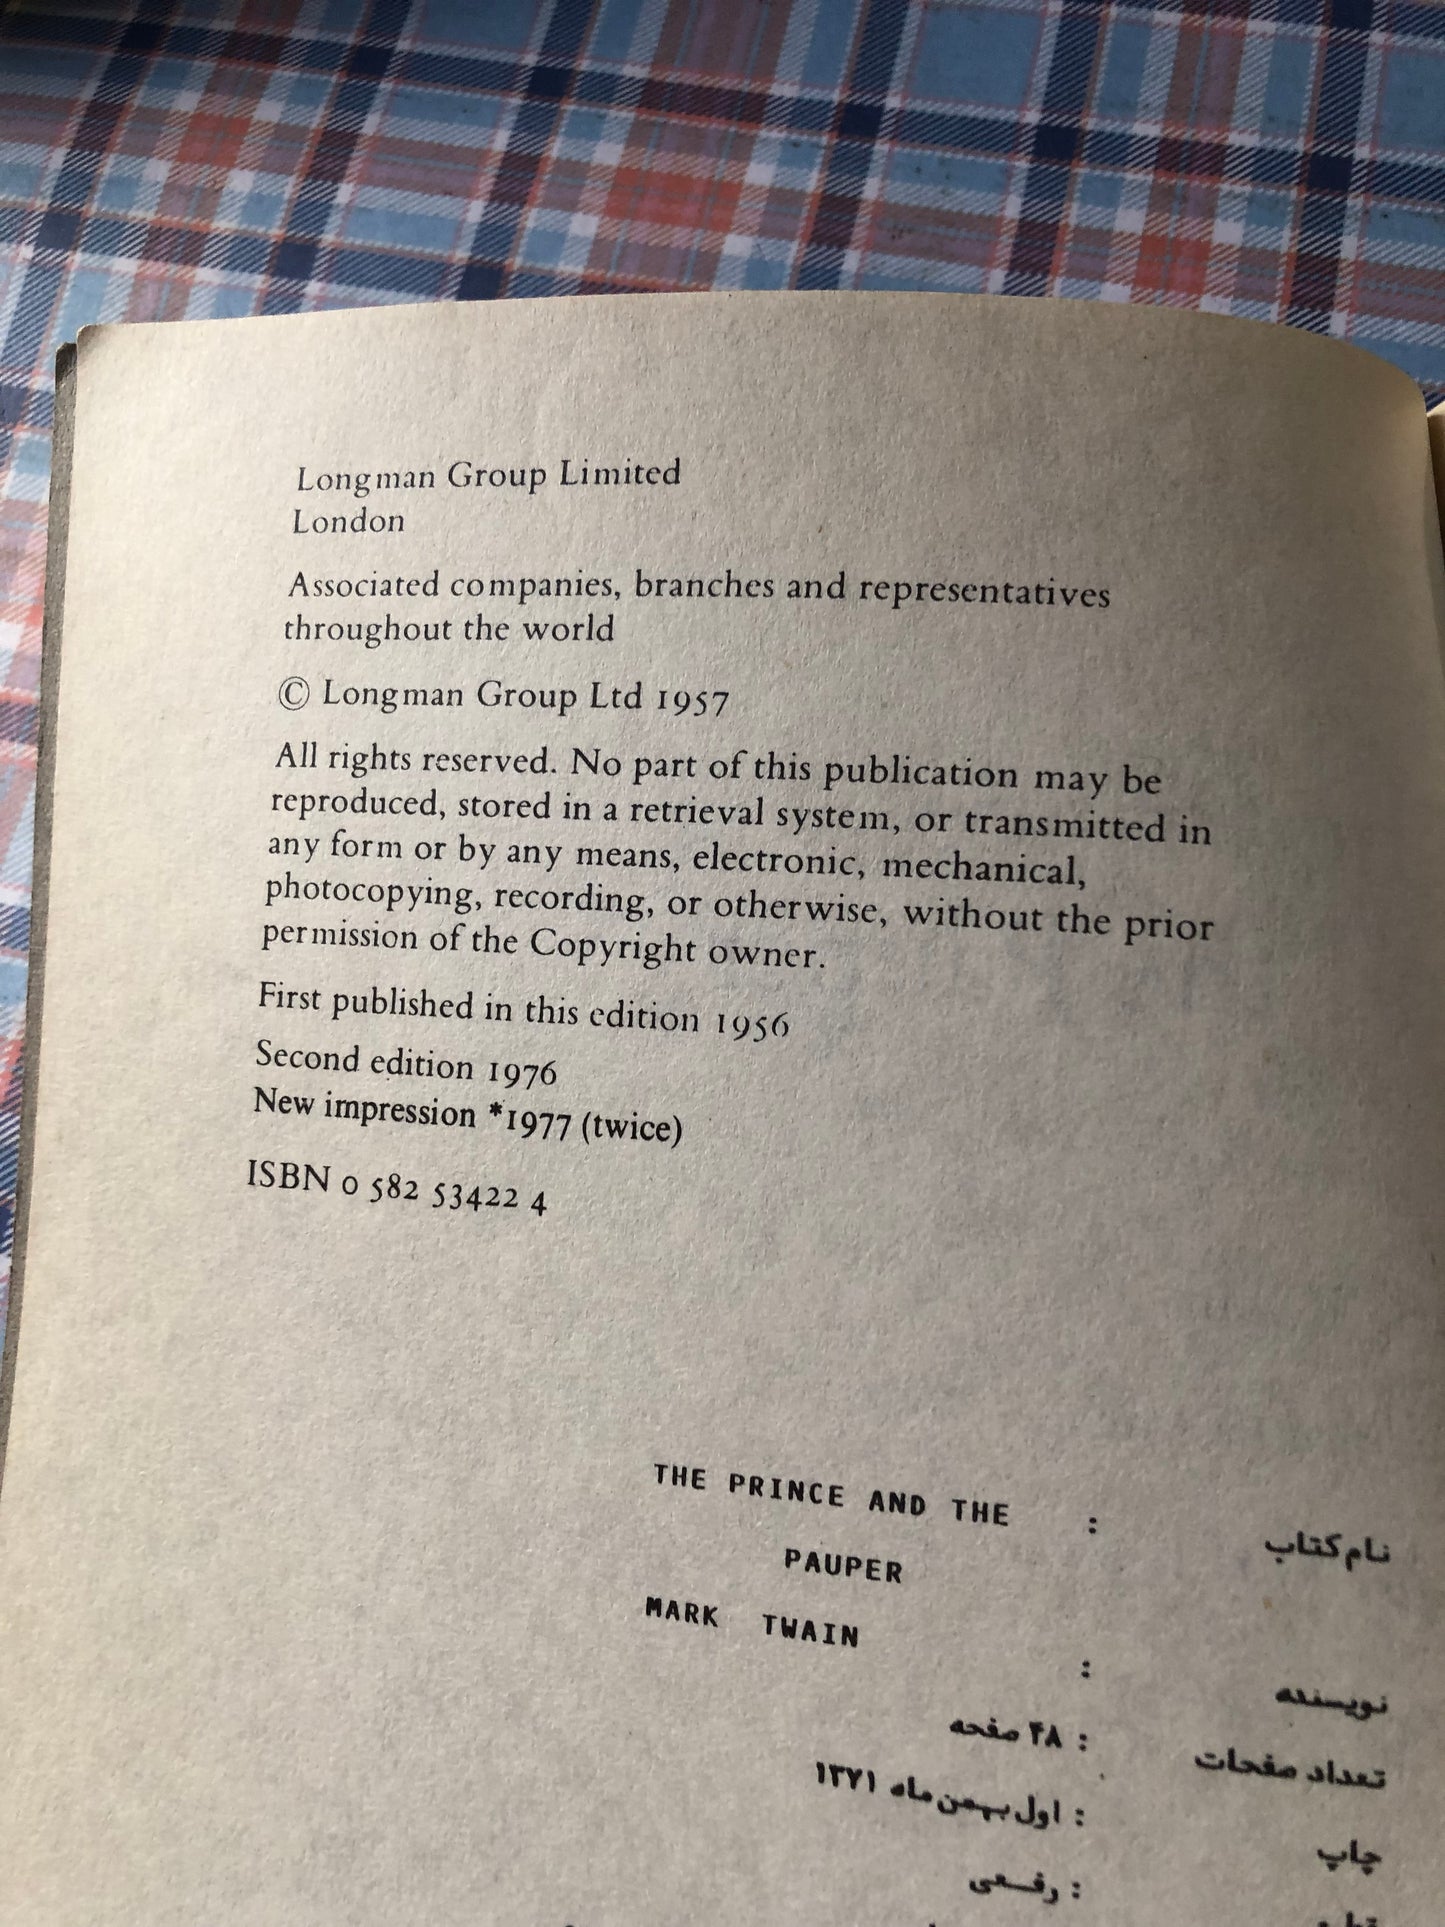 Longman Group Limited
London
Associated companies, branches and representatives
throughout the world
© Longman Group Ltd 1957
All rights reserved. No part of this publication may be
reproduced, stored in a retrieval system, or transmitted in
any form or by any means, electronic, mechanical,
photocopying, recording, or otherwise, without the prior
permission of the Copyright owner.
First published in this edition 1956
Second edition 1976
New impression *1977 (twice)
ISBN 0 582 53422 4
نام کتاب : THE PRINCE AND THE
PAUPER
نویسنده : MARK TWAIN
تعداد صفحات : ۴۸ صفحه
چاپ : اول بهمن ماه ۱۳۷۱
: رقعی